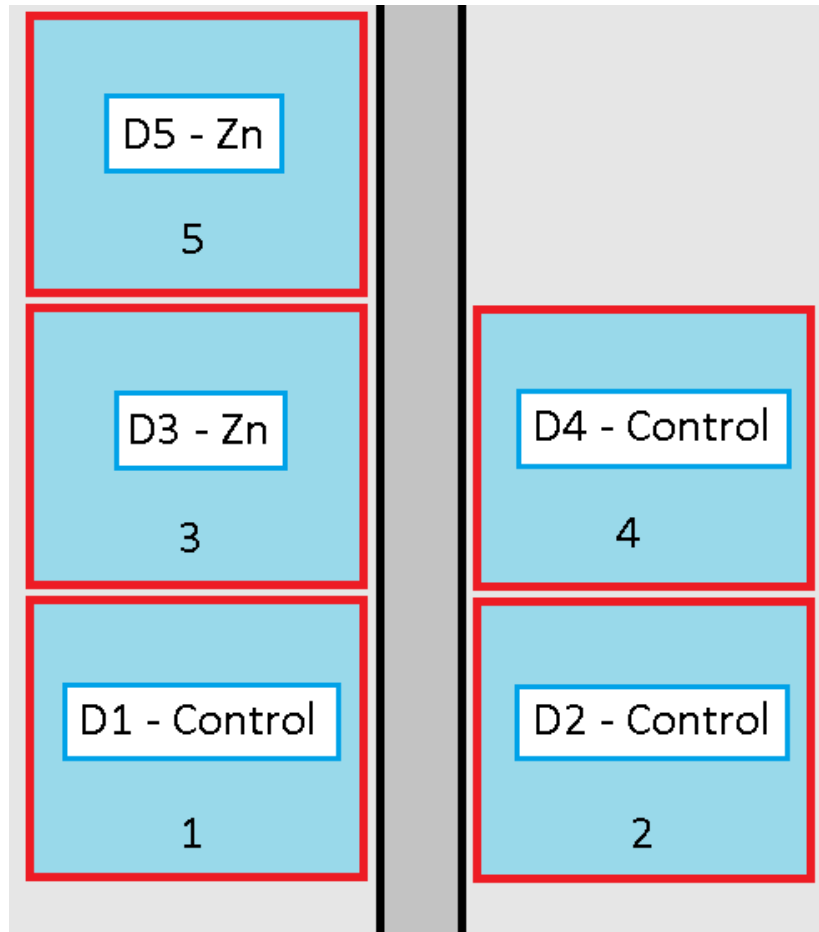 D5 - Zn
5
D3 - Zn
3
D4 - Control
4
D1 - Control
1
D2 - Control
2